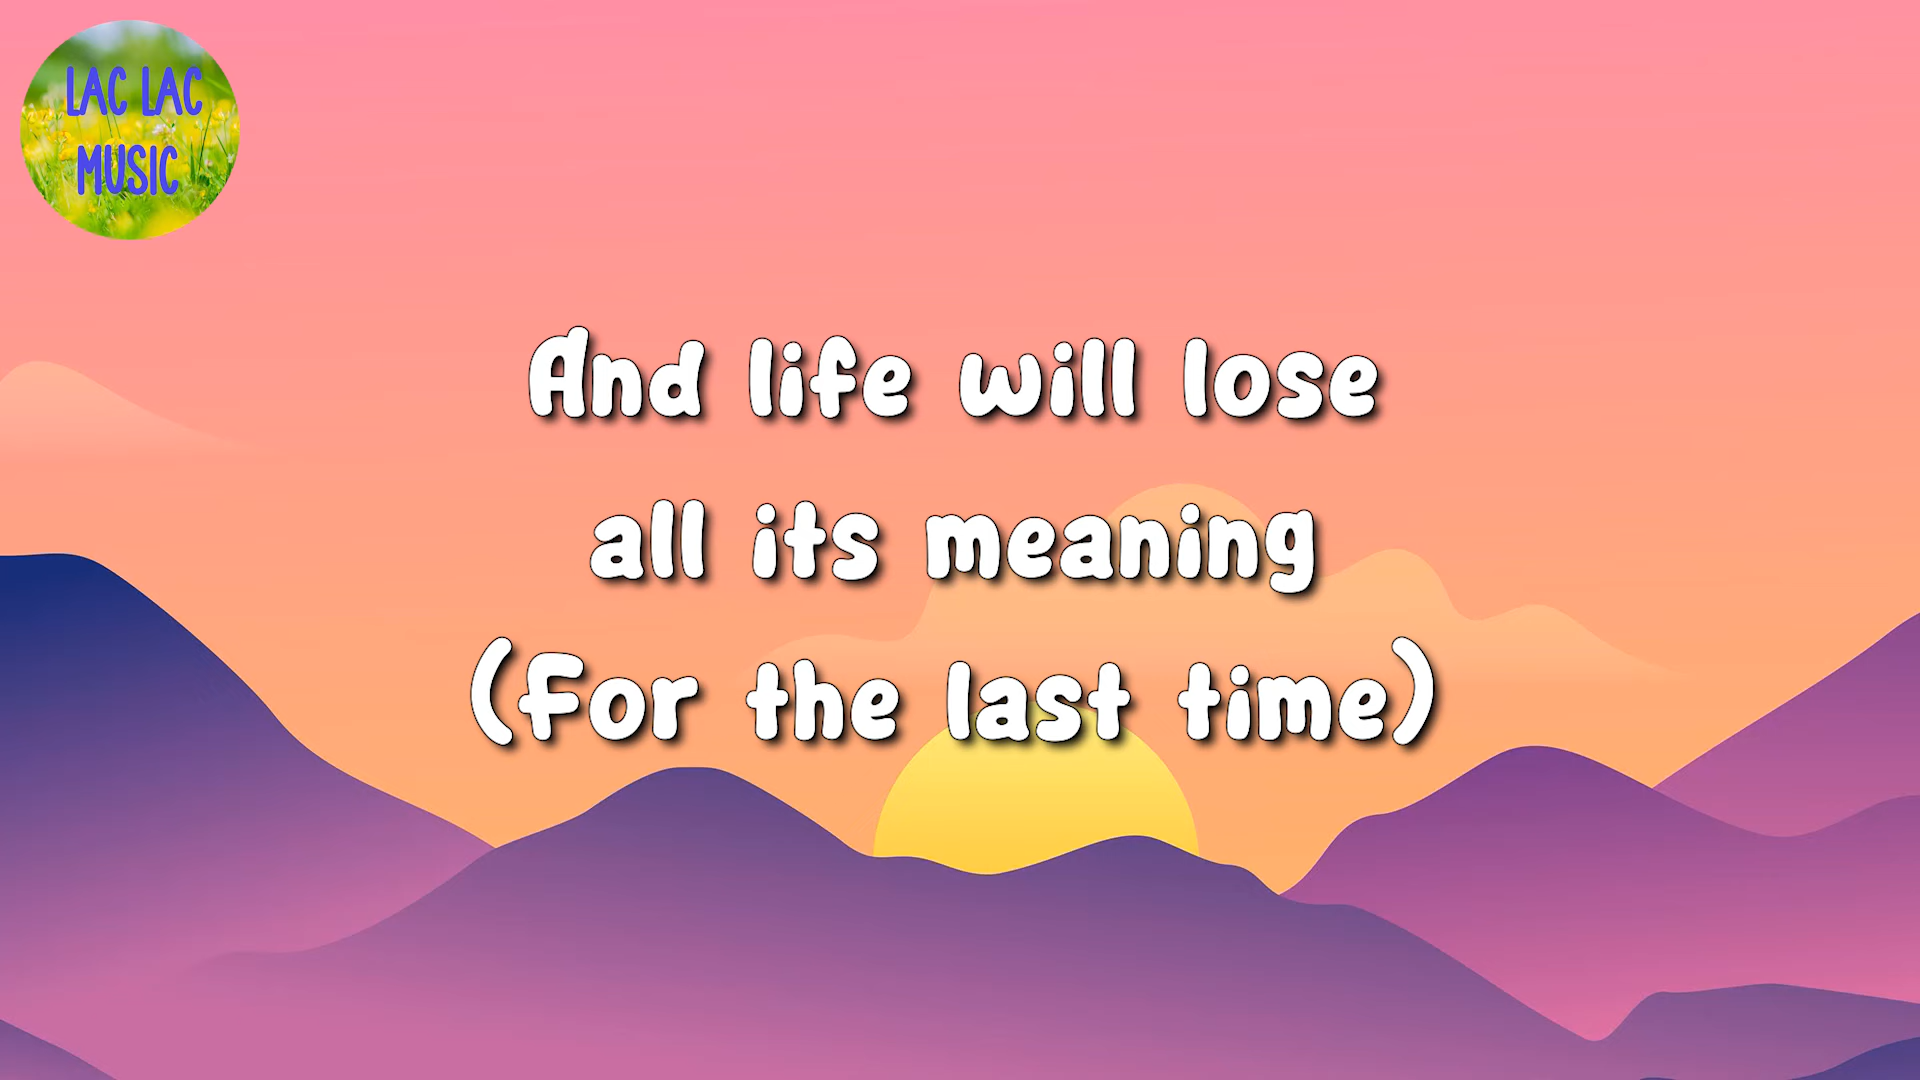 LAC LAC
MUSIC
And life will lose
all its meaning
(For the last time)